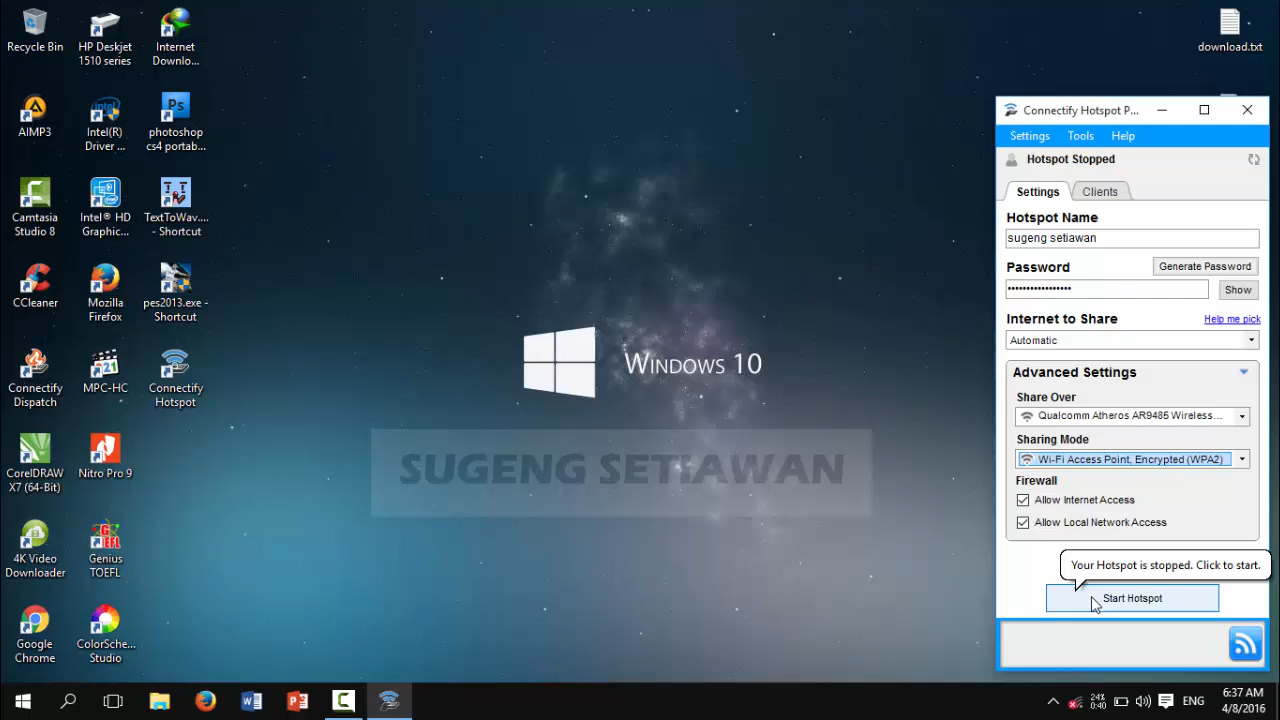 Recycle Bin
HP Deskjet
1510 series
Internet
Downlo...
download.txt
AIMP3
Intel(R)
Driver ...
photoshop
cs4 portab...
Camtasia
Studio 8
Intel® HD
Graphic...
TextToWav....
- Shortcut
CCleaner
Mozilla
Firefox
pes2013.exe -
Shortcut
Connectify
Dispatch
MPC-HC
Connectify
Hotspot
CorelDRAW
X7 (64-Bit)
Nitro Pro 9
4K Video
Downloader
Genius
TOEFL
Google
Chrome
ColorSche...
Studio
Windows 10
SUGENG SETIAWAN
Connectify Hotspot P...
Settings Tools Help
Hotspot Stopped
Settings Clients
Hotspot Name
sugeng setiawan
Password
Generate Password
Show
Internet to Share
Help me pick
Automatic
Advanced Settings
Share Over
Qualcomm Atheros AR9485 Wireless...
Sharing Mode
Wi-Fi Access Point, Encrypted (WPA2)
Firewall
Allow Internet Access
Allow Local Network Access
Your Hotspot is stopped. Click to start.
Start Hotspot
24%
0:40
ENG
6:37 AM
4/8/2016